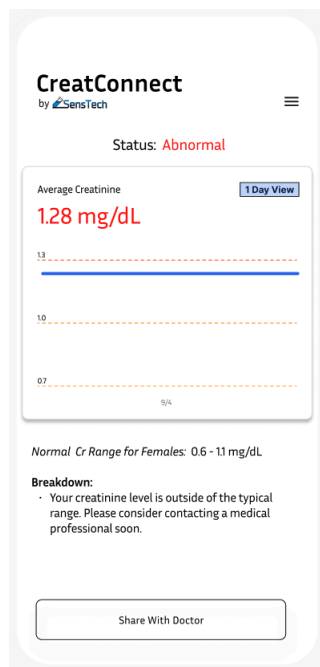 CreatConnect
by SensTech
Status: Abnormal
Average Creatinine
1 Day View
1.28 mg/dL
1.3
1.0
0.7
9/4
Normal Cr Range for Females: 0.6 - 1.1 mg/dL
Breakdown:
· Your creatinine level is outside of the typical
range. Please consider contacting a medical
professional soon.
Share With Doctor